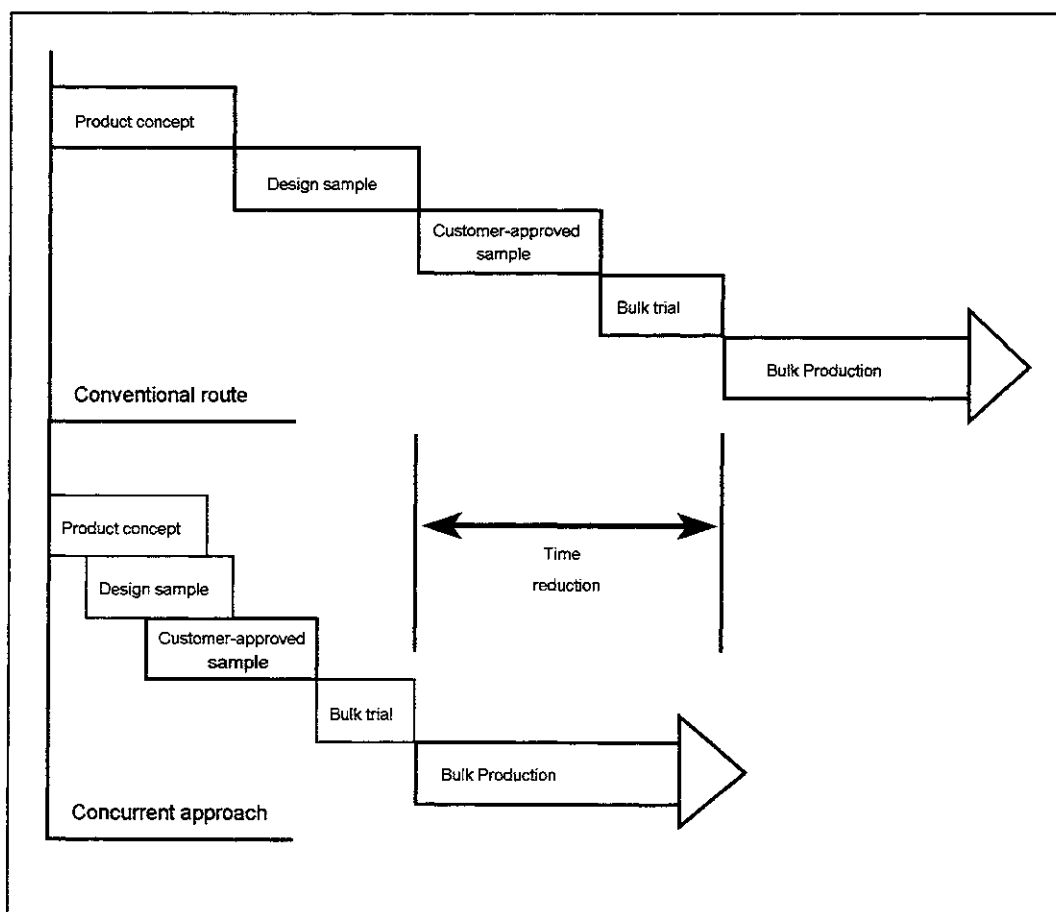 Product concept
Design sample
Customer-approved
sample
Bulk trial
Bulk Production
Conventional route
Product concept
Design sample
Customer-approved
sample
Bulk trial
Bulk Production
Time
reduction
Concurrent approach